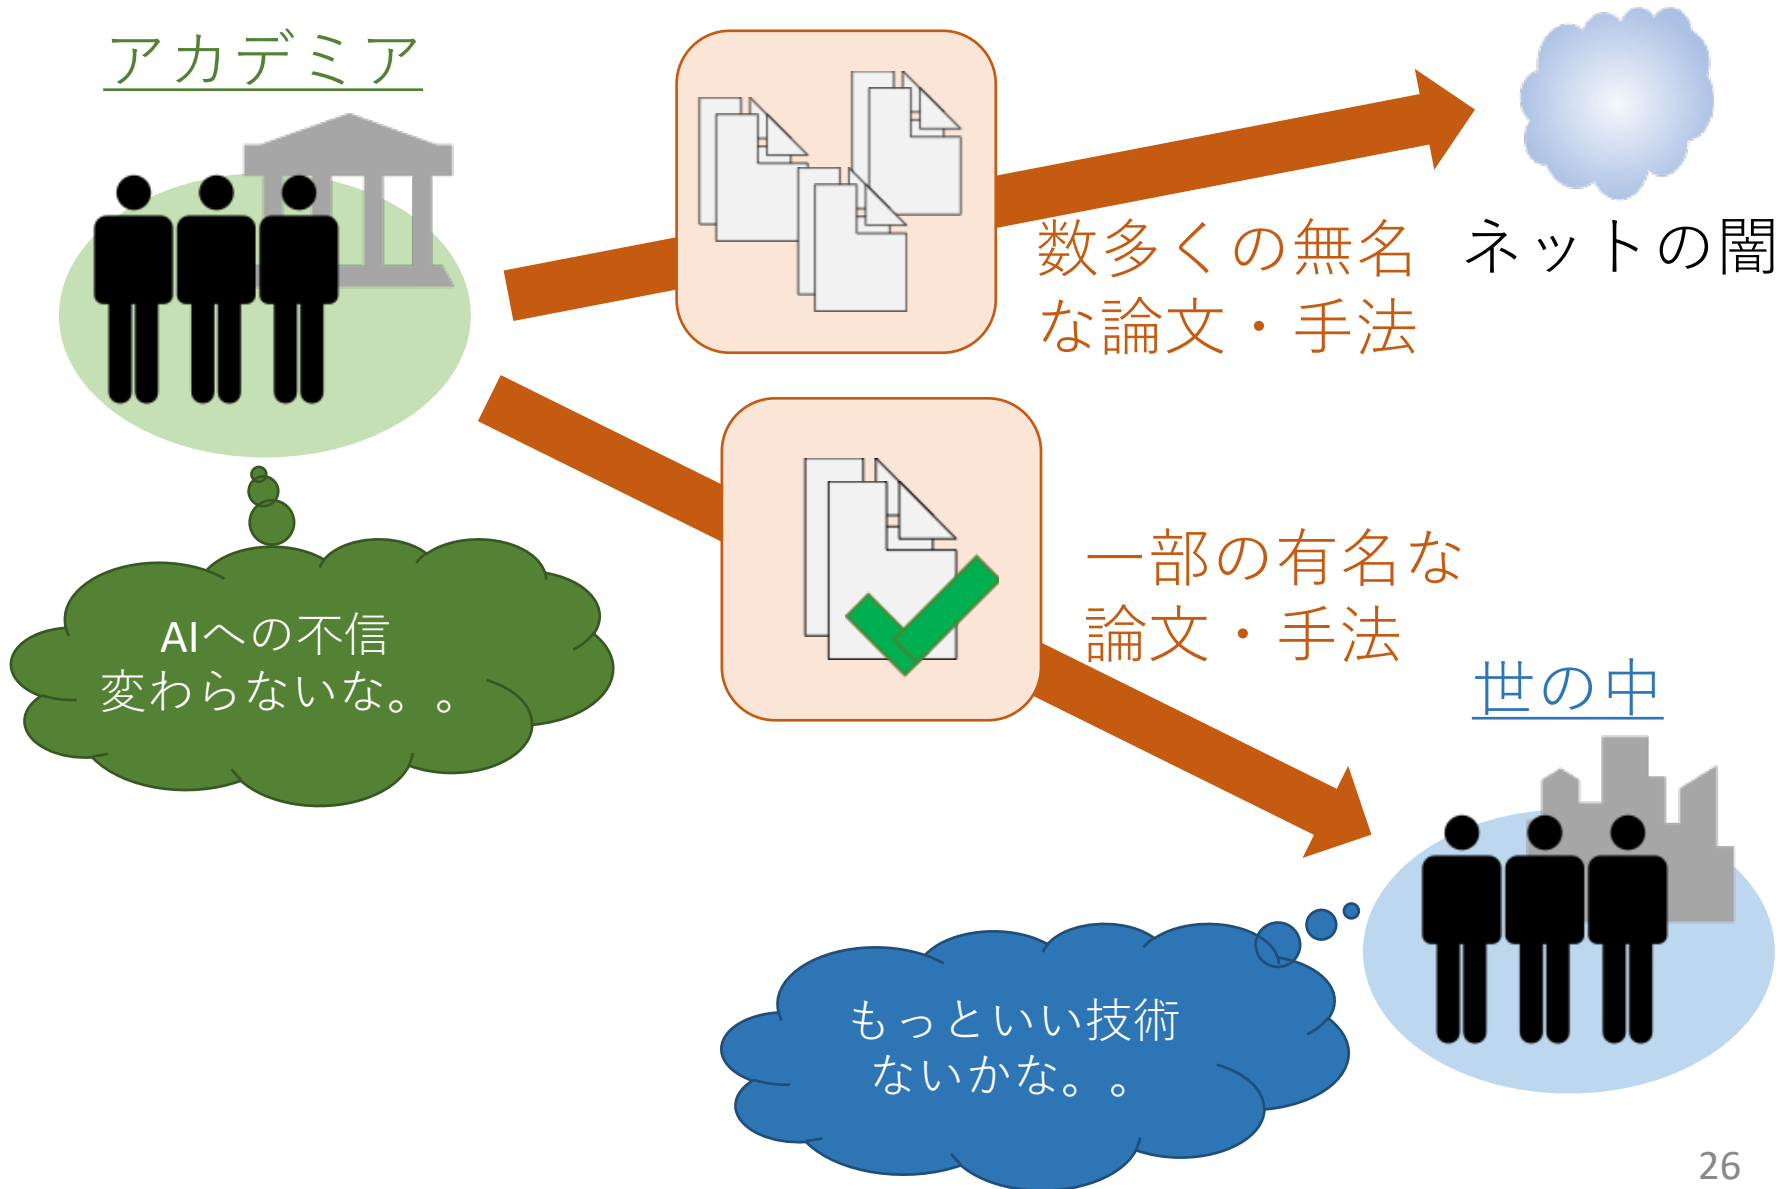 アカデミア
数多くの無名
な論文・手法
ネットの闇
AIへの不信
変わらないな。。
一部の有名な
論文・手法
世の中
もっといい技術
ないかな。。
26